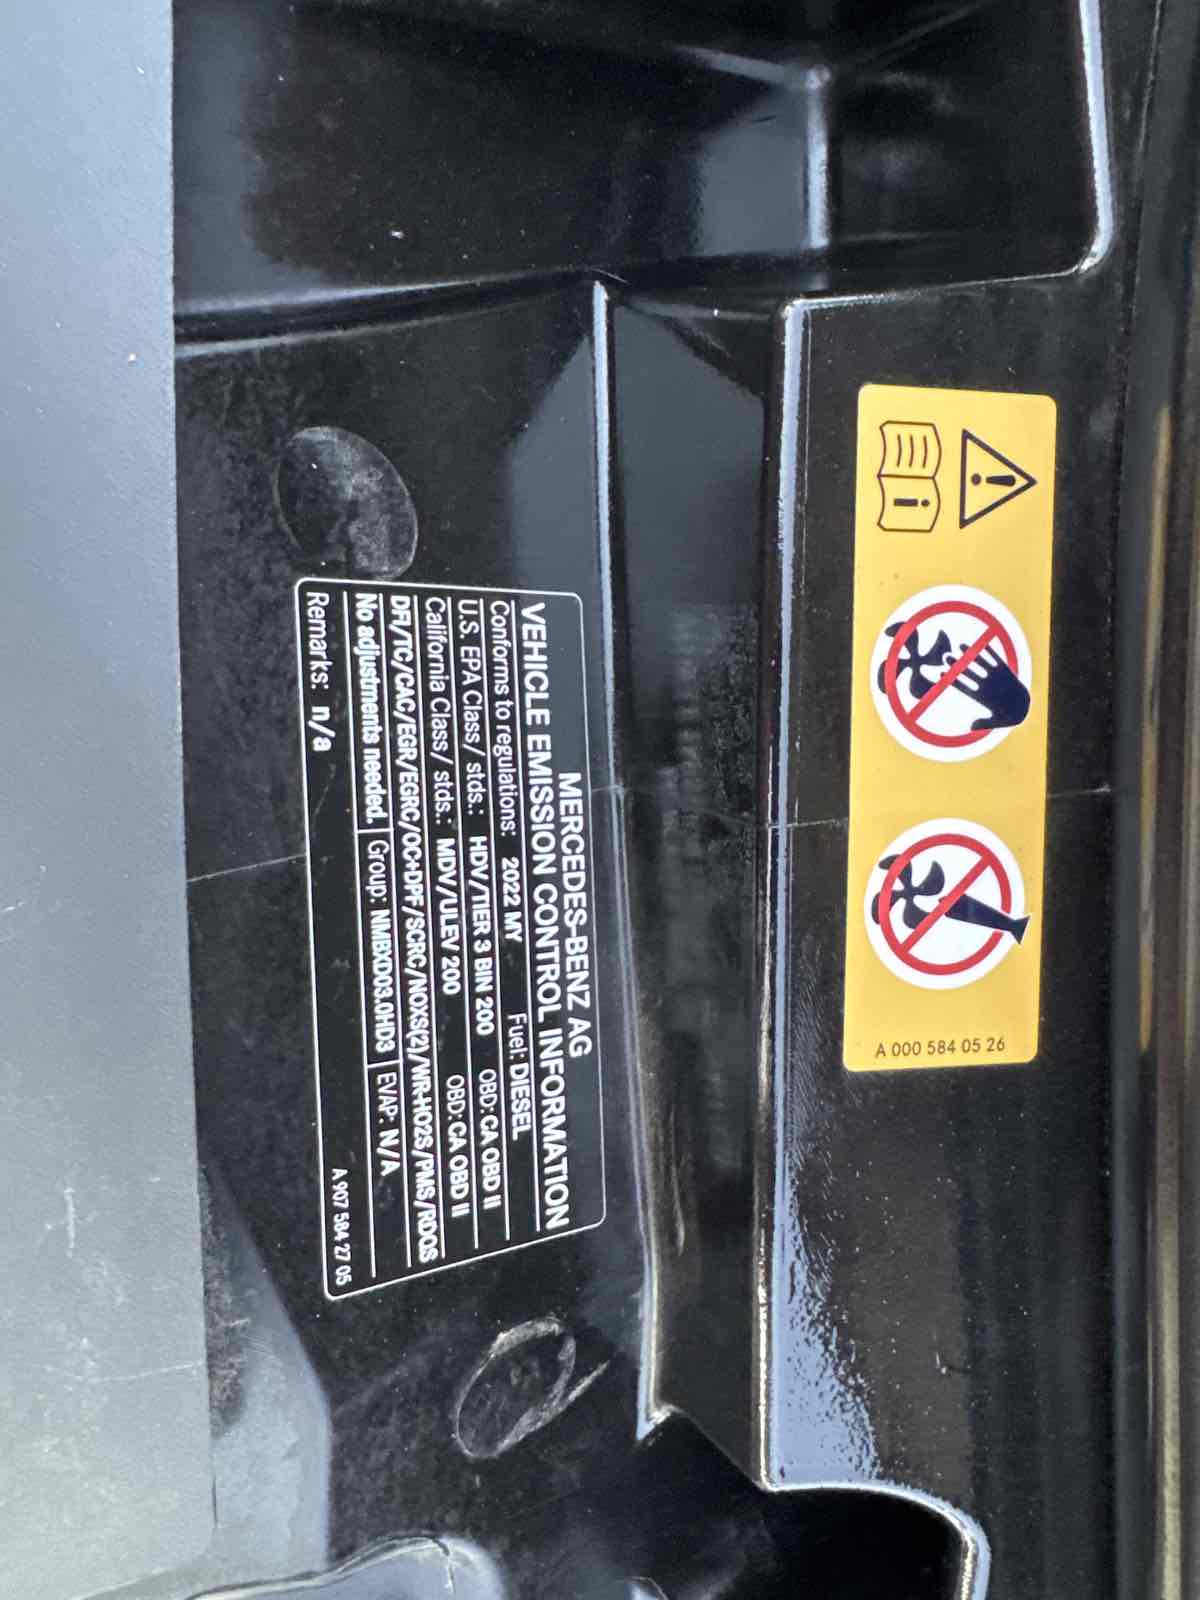 MERCEDES-BENZ AG
VEHICLE EMISSION CONTROL INFORMATION
Conforms to regulations: 2022 MY Fuel: DIESEL
U.S. EPA Class/ stds.: HDV/TIER 3 BIN 200 OBD: CA OBD II
California Class/ stds.: MDV/ULEV 200 OBD: CA OBD II
DFI/TC/CAC/EGR/EGRC/OC+DPF/SCRC/NOXS(2)/WR-HO2S/PMS/RDQS
No adjustments needed. Group: NMBXD03.0HD3 EVAP: N/A
Remarks: n/a
A 907 584 27 05
A 000 584 05 26